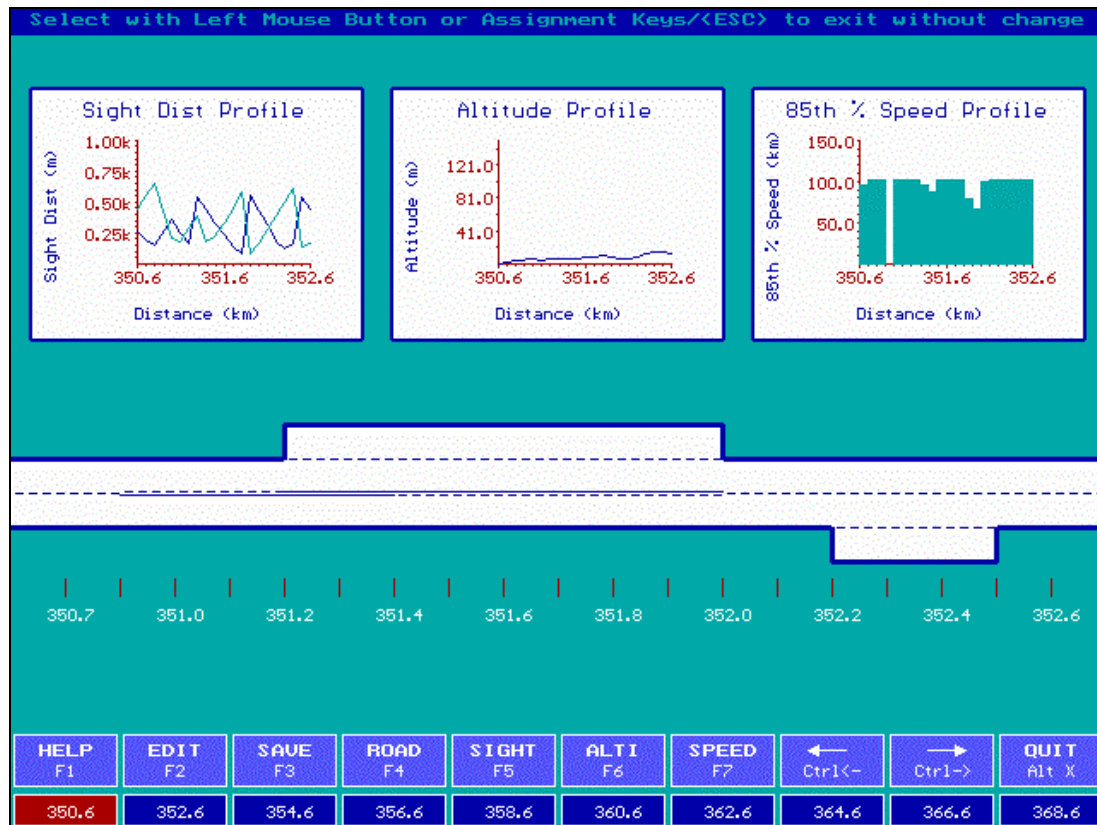 Select with Left Mouse Button or Assignment Keys/<ESC> to exit without change
Sight Dist Profile
Sight Dist (m)
1.00k
0.75k
0.50k
0.25k
350.6 351.6 352.6
Distance (km)
Altitude Profile
Altitude (m)
121.0
81.0
41.0
350.6 351.6 352.6
Distance (km)
85th % Speed Profile
85th % Speed (km)
150.0
100.0
50.0
350.6 351.6 352.6
Distance (km)
350.7 351.0 351.2 351.4 351.6 351.8 352.0 352.2 352.4 352.6
HELP EDIT SAVE ROAD SIGHT ALTI SPEED ← → QUIT
F1 F2 F3 F4 F5 F6 F7 Ctrl<- Ctrl-> Alt X
350.6 352.6 354.6 356.6 358.6 360.6 362.6 364.6 366.6 368.6